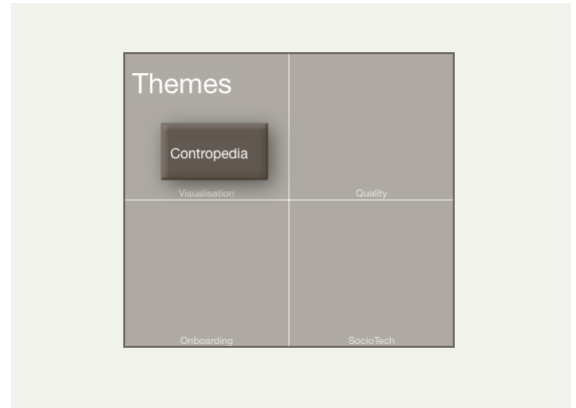 Themes
Contropedia
Visualisation
Quality
Onboarding
SocioTech